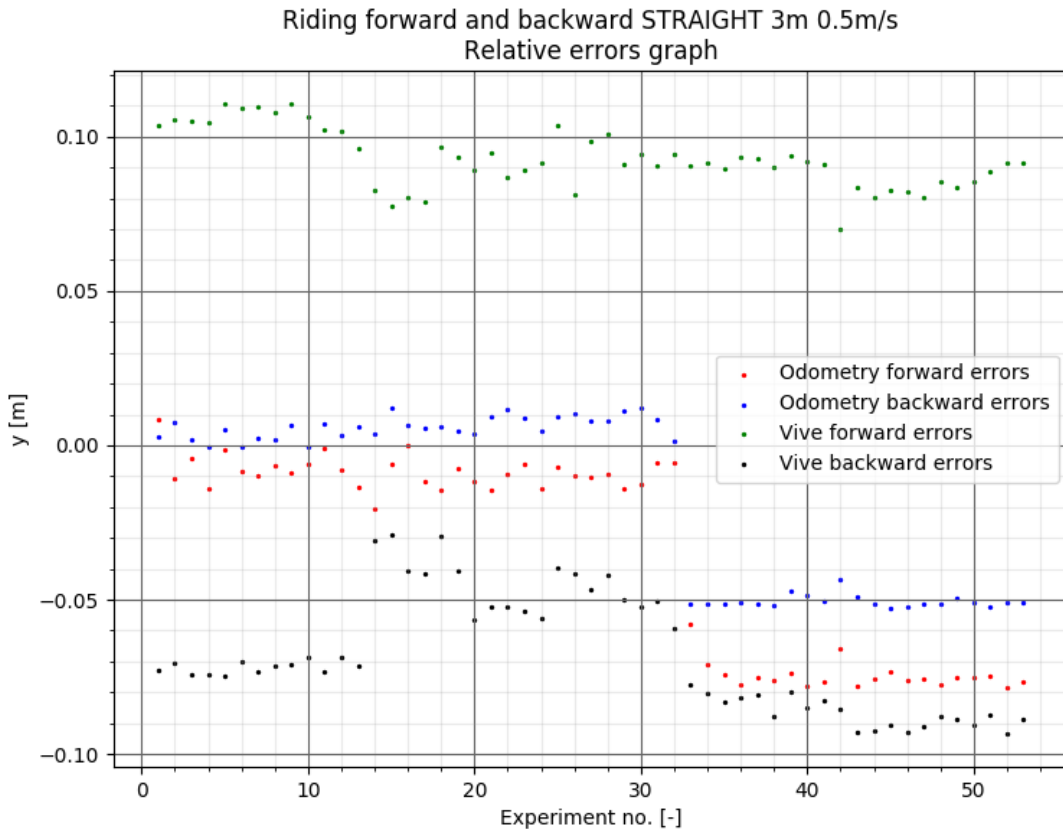 Riding forward and backward STRAIGHT 3m 0.5m/s
Relative errors graph
y [m]
0.10
0.05
0.00
−0.05
−0.10
Odometry forward errors
Odometry backward errors
Vive forward errors
Vive backward errors
0 10 20 30 40 50
Experiment no. [-]